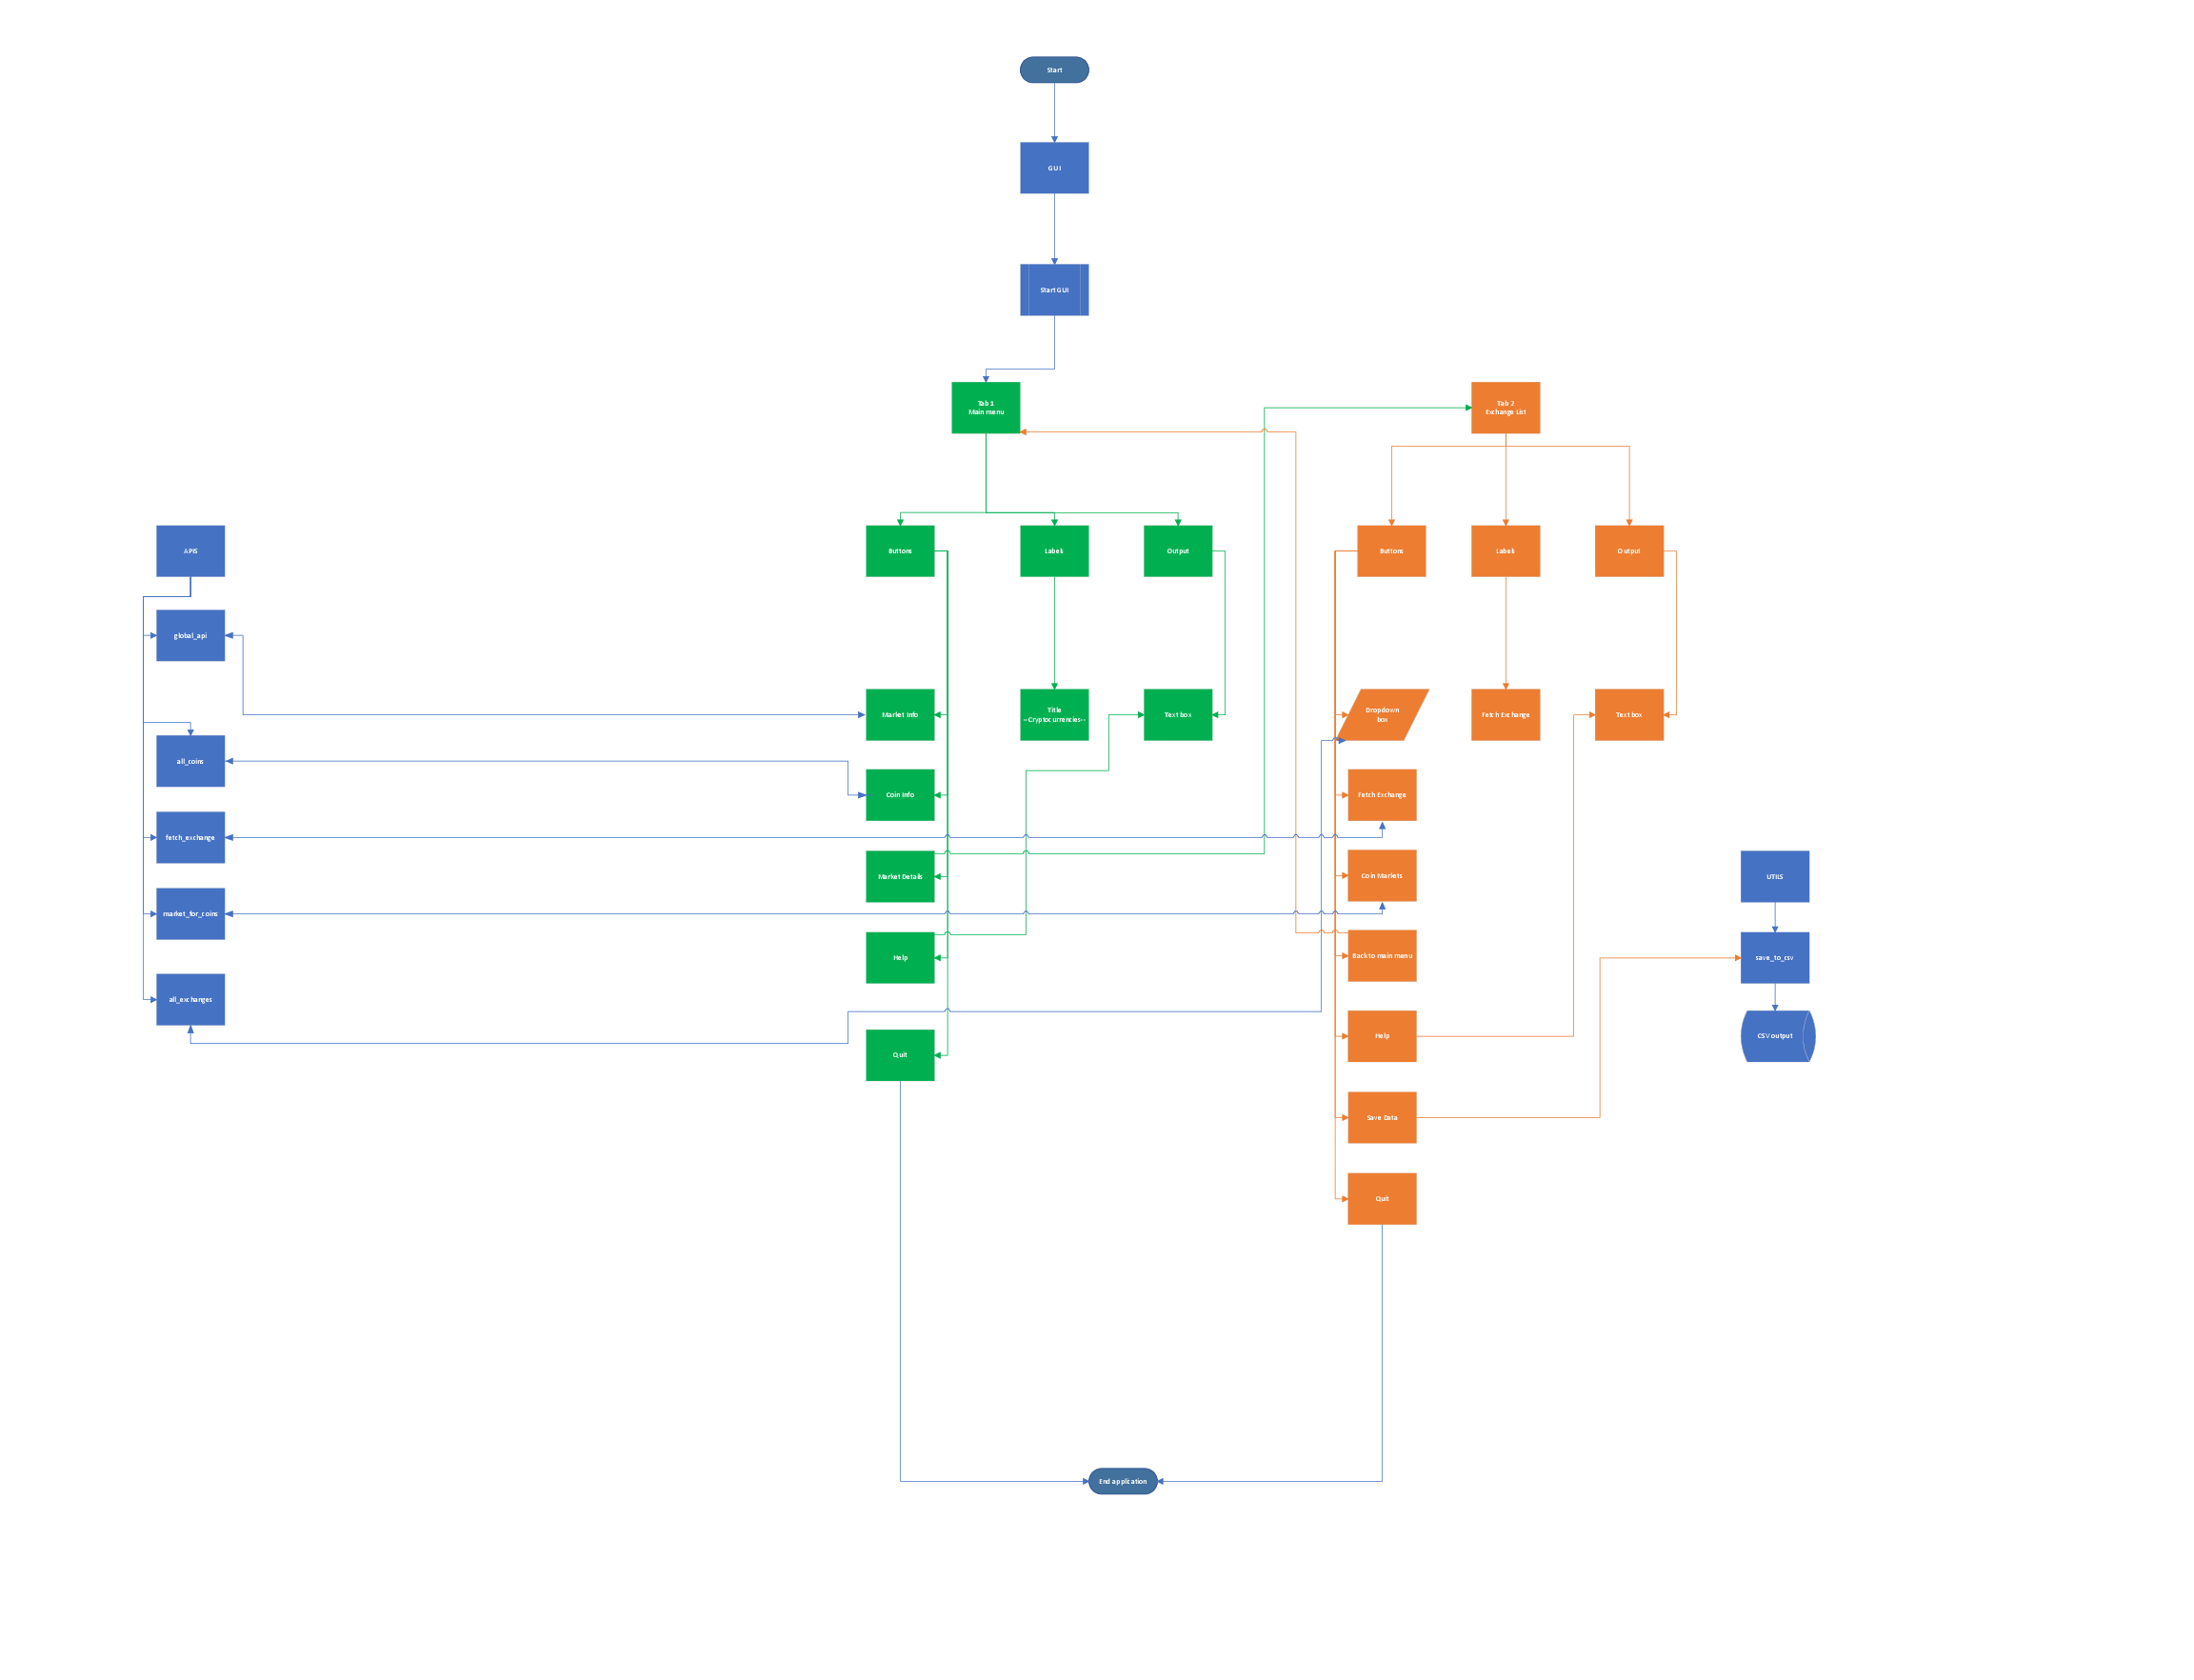 Start
GUI
Start GUI
Tab 1
Main menu
Tab 2
Exchange List
APIS
Buttons
Labels
Output
Buttons
Labels
Output
global_api
Market Info
Title
--Cryptocurrencies--
Text box
Dropdown
box
Fetch Exchange
Text box
all_coins
Coin Info
Fetch Exchange
fetch_exchange
Market Details
Coin Markets
UTILS
market_for_coins
Help
Back to main menu
save_to_csv
all_exchanges
Quit
Help
CSV output
Save Data
Quit
End application